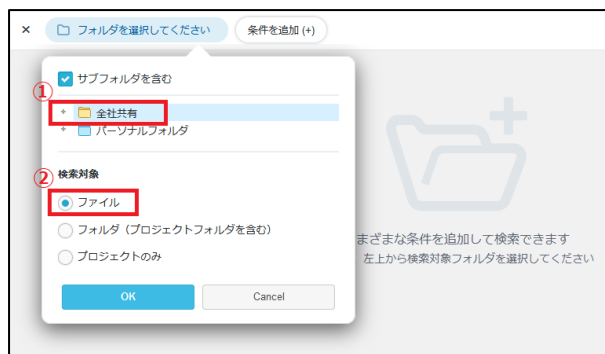 × フォルダを選択してください 条件を追加 (+)
サブフォルダを含む
①
+ 全社共有
+ パーソナルフォルダ
② 検索対象
ファイル
フォルダ（プロジェクトフォルダを含む）
まざまな条件を追加して検索できます
プロジェクトのみ
左上から検索対象フォルダを選択してください
OK Cancel